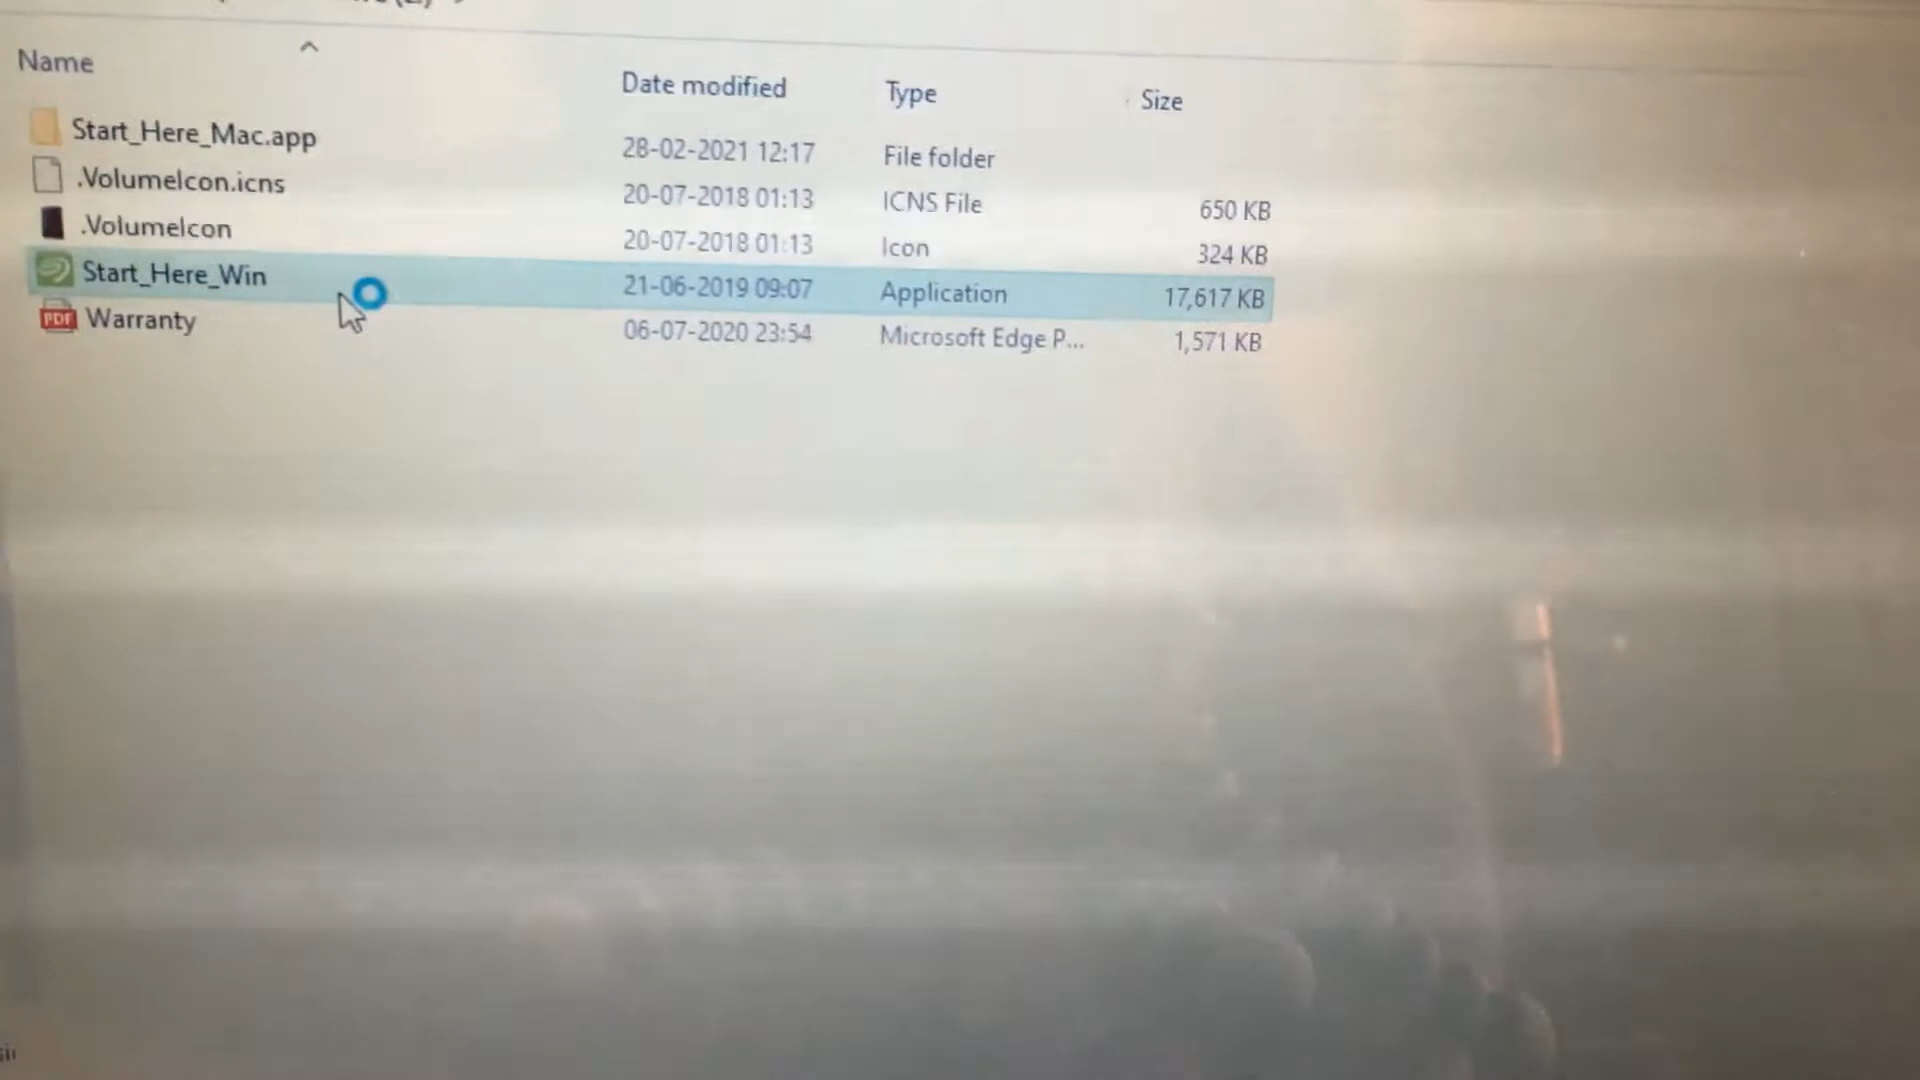 Name Date modified Type Size
Start_Here_Mac.app 28-02-2021 12:17 File folder
.VolumeIcon.icns 20-07-2018 01:13 ICNS File 650 KB
.VolumeIcon 20-07-2018 01:13 Icon 324 KB
Start_Here_Win 21-06-2019 09:07 Application 17,617 KB
PDF Warranty 06-07-2020 23:54 Microsoft Edge P... 1,571 KB